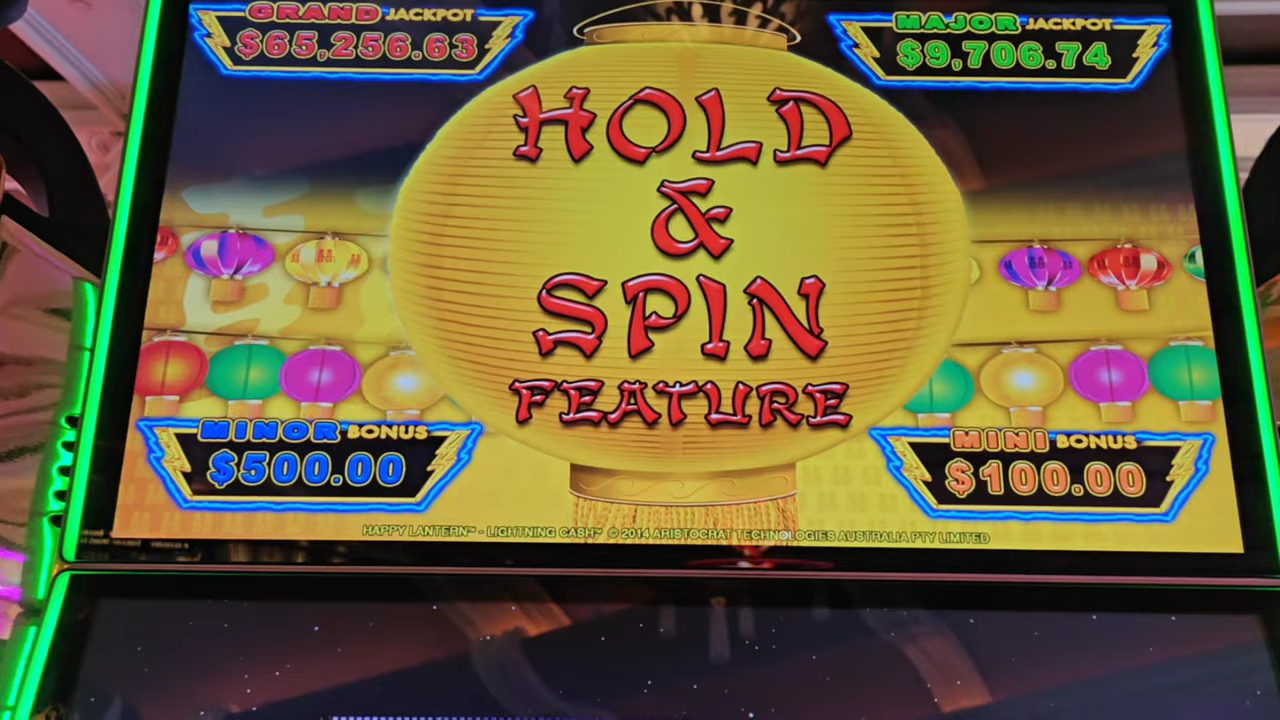 GRAND JACKPOT
$65,256.63
MAJOR JACKPOT
$9,706.74
HOLD
&
SPIN
FEATURE
MINOR BONUS
$500.00
MINI BONUS
$100.00
HAPPY LANTERN™ - LIGHTNING CASH™ © 2014 ARISTOCRAT TECHNOLOGIES AUSTRALIA PTY LIMITED